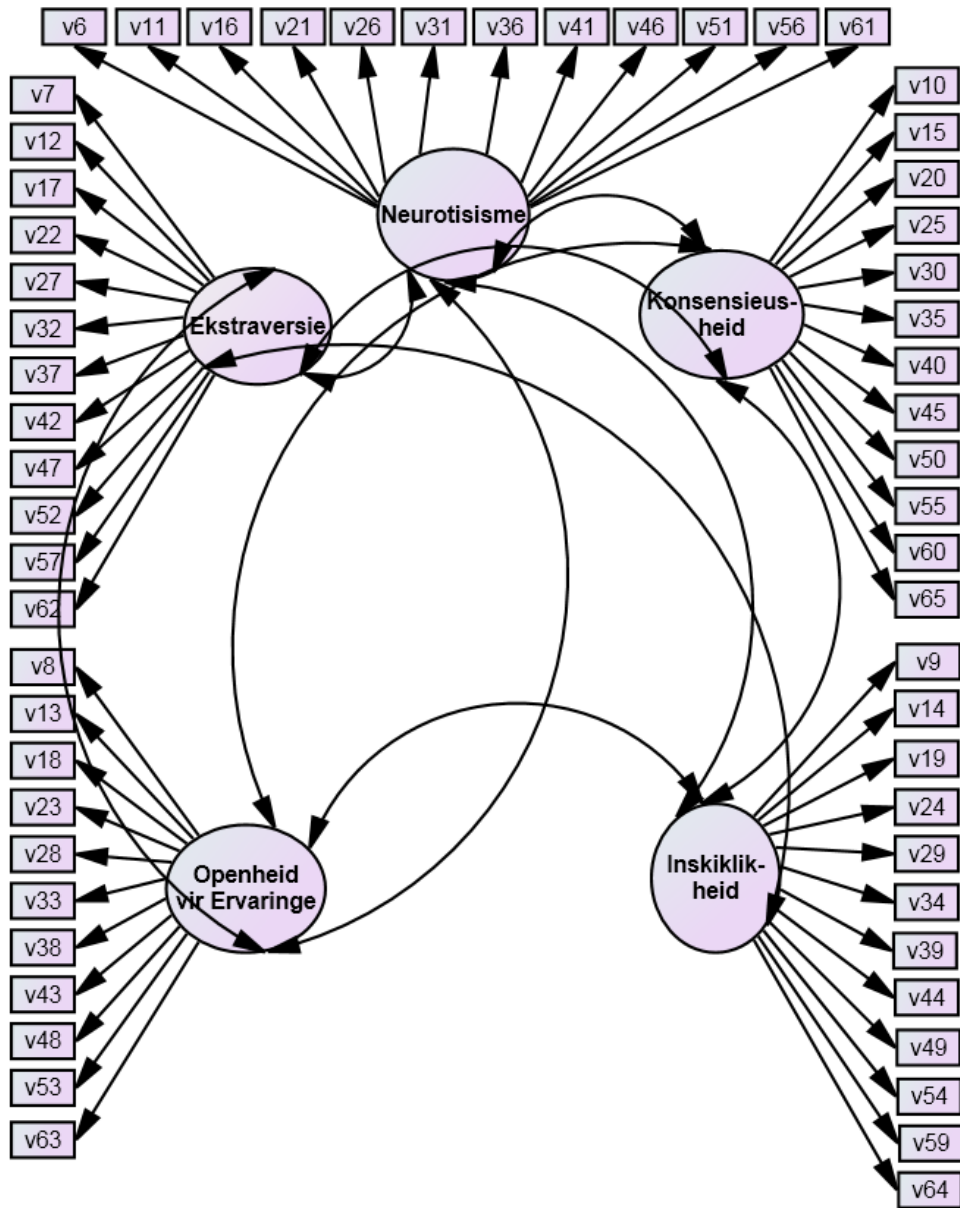 v6 v11 v16 v21 v26 v31 v36 v41 v46 v51 v56 v61
v7
v12
v17
v22
v27
v32
v37
v42
v47
v52
v57
v62
v8
v13
v18
v23
v28
v33
v38
v43
v48
v53
v63
Neurotisisme
Ekstraversie
Konsensieus-
heid
Openheid
vir Ervaringe
Inskiklik-
heid
v10
v15
v20
v25
v30
v35
v40
v45
v50
v55
v60
v65
v9
v14
v19
v24
v29
v34
v39
v44
v49
v54
v59
v64